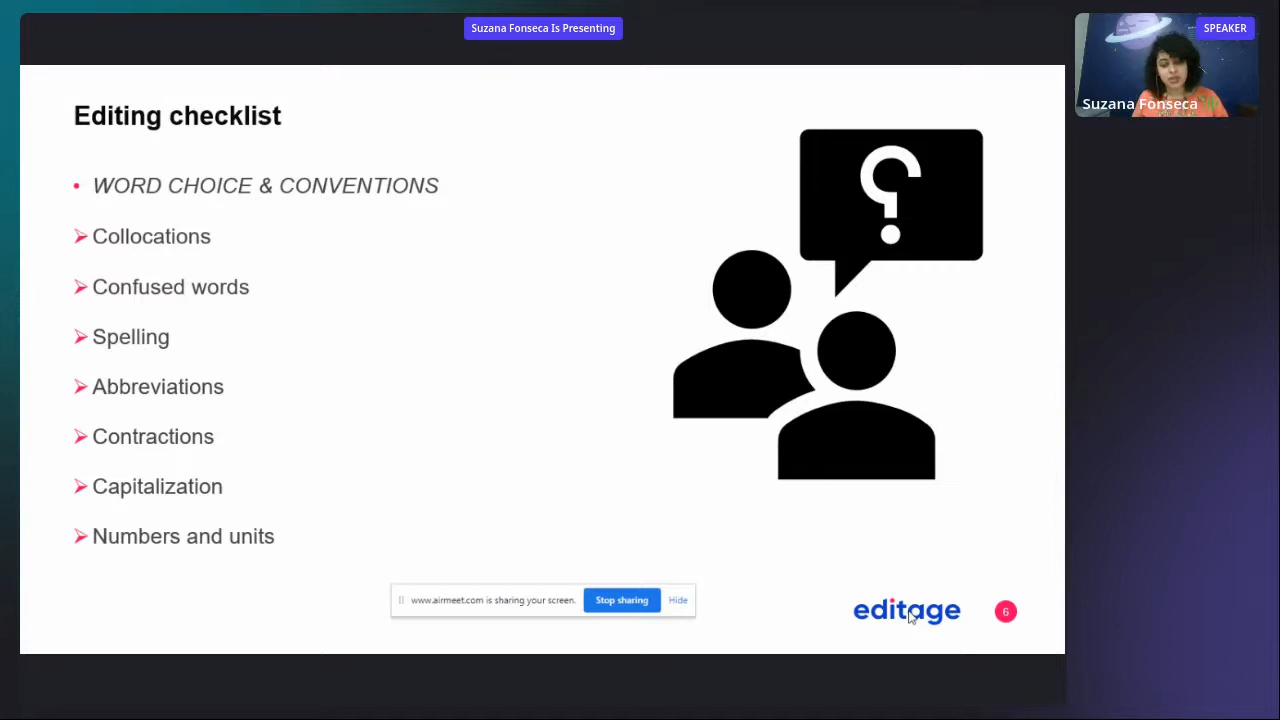 Suzana Fonseca Is Presenting
SPEAKER
Suzana Fonseca
Editing checklist
• WORD CHOICE & CONVENTIONS
➢ Collocations
➢ Confused words
➢ Spelling
➢ Abbreviations
➢ Contractions
➢ Capitalization
➢ Numbers and units
?
www.airmeet.com is sharing your screen. Stop sharing Hide
editage 6